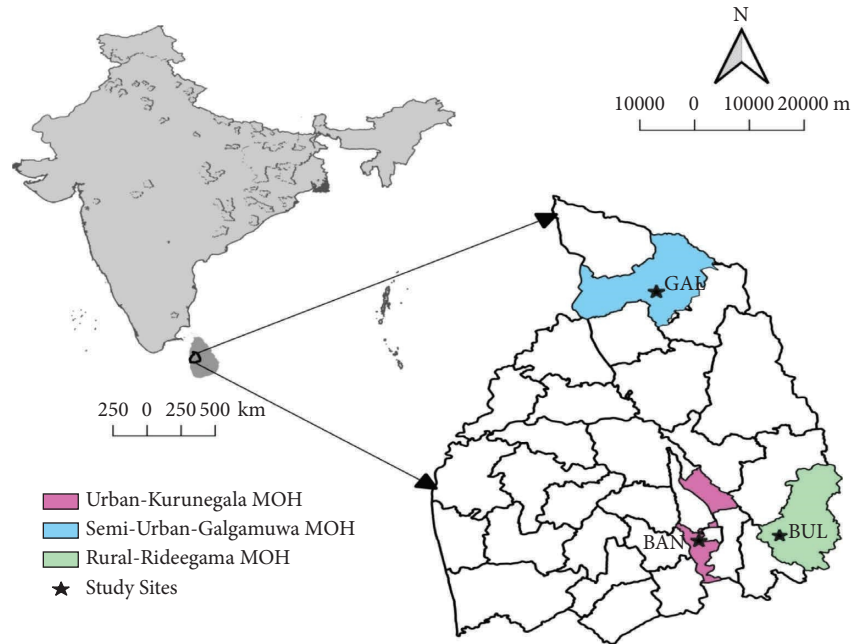 N
10000 0 10000 20000 m
GAL
250 0 250 500 km
Urban-Kurunegala MOH
Semi-Urban-Galgamuwa MOH
Rural-Rideegama MOH
Study Sites
BAN
BUL